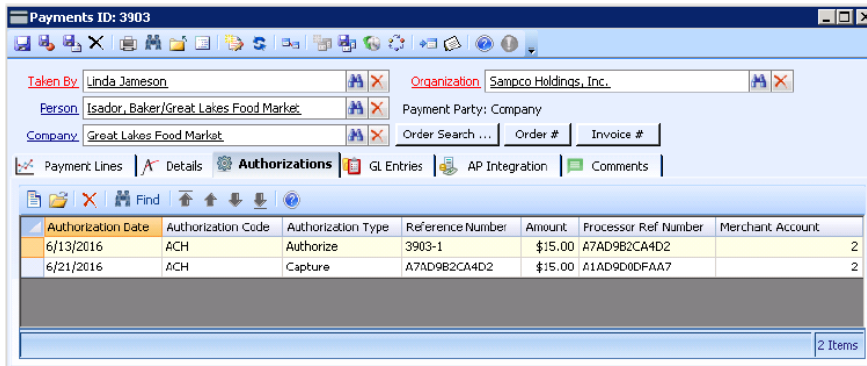 Payments ID: 3903
Taken By Linda Jameson Organization Sampco Holdings, Inc.
Person Isador, Baker/Great Lakes Food Market Payment Party: Company
Company Great Lakes Food Market Order Search ... Order # Invoice #
Payment Lines Details Authorizations GL Entries AP Integration Comments
Find
Authorization Date Authorization Code Authorization Type Reference Number Amount Processor Ref Number Merchant Account
6/13/2016 ACH Authorize 3903-1 $15.00 A7AD9B2CA4D2 2
6/21/2016 ACH Capture A7AD9B2CA4D2 $15.00 A1AD9D0DFAA7 2
2 Items